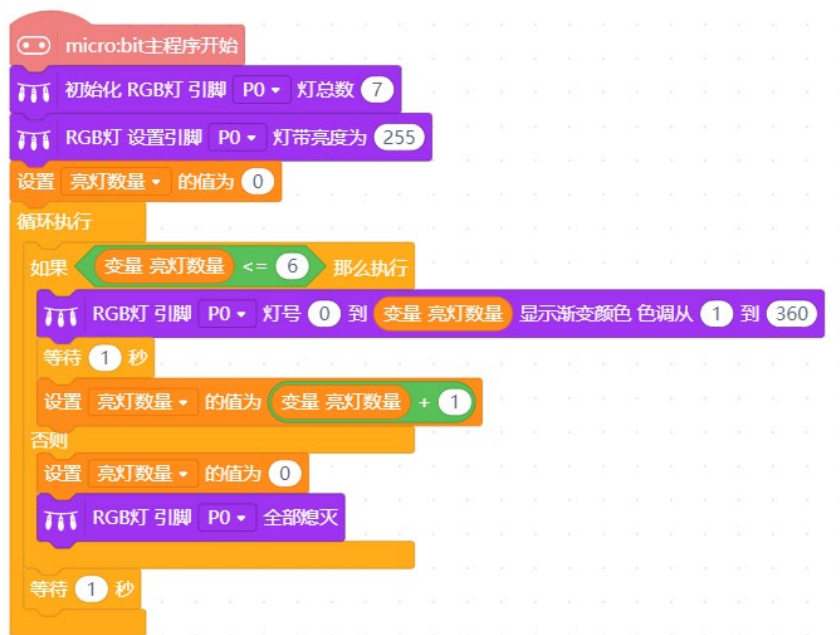 micro:bit主程序开始
初始化 RGB灯 引脚 P0 灯总数 7
RGB灯 设置引脚 P0 灯带亮度为 255
设置 亮灯数量 的值为 0
循环执行
如果 变量 亮灯数量 <= 6 那么执行
RGB灯 引脚 P0 灯号 0 到 变量 亮灯数量 显示渐变颜色 色调从 1 到 360
等待 1 秒
设置 亮灯数量 的值为 变量 亮灯数量 + 1
否则
设置 亮灯数量 的值为 0
RGB灯 引脚 P0 全部熄灭
等待 1 秒